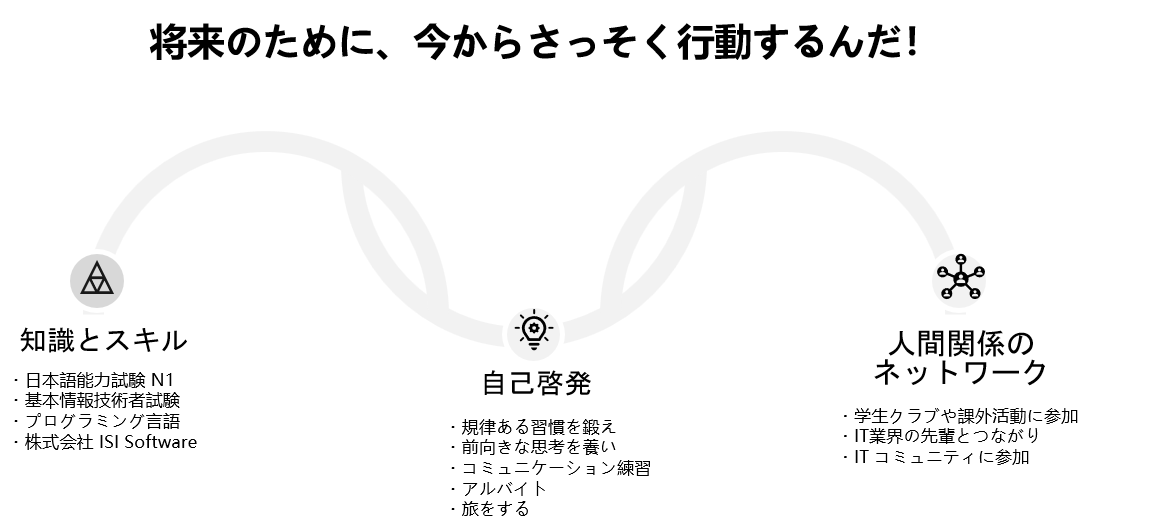 将来のために、今からさっそく行動するんだ!
知識とスキル
・日本語能力試験 N1
・基本情報技術者試験
・プログラミング言語
・株式会社 ISI Software
自己啓発
・規律ある習慣を鍛え
・前向きな思考を養い
・コミュニケーション練習
・アルバイト
・旅をする
人間関係の
ネットワーク
・学生クラブや課外活動に参加
・IT業界の先輩とつながり
・IT コミュニティに参加